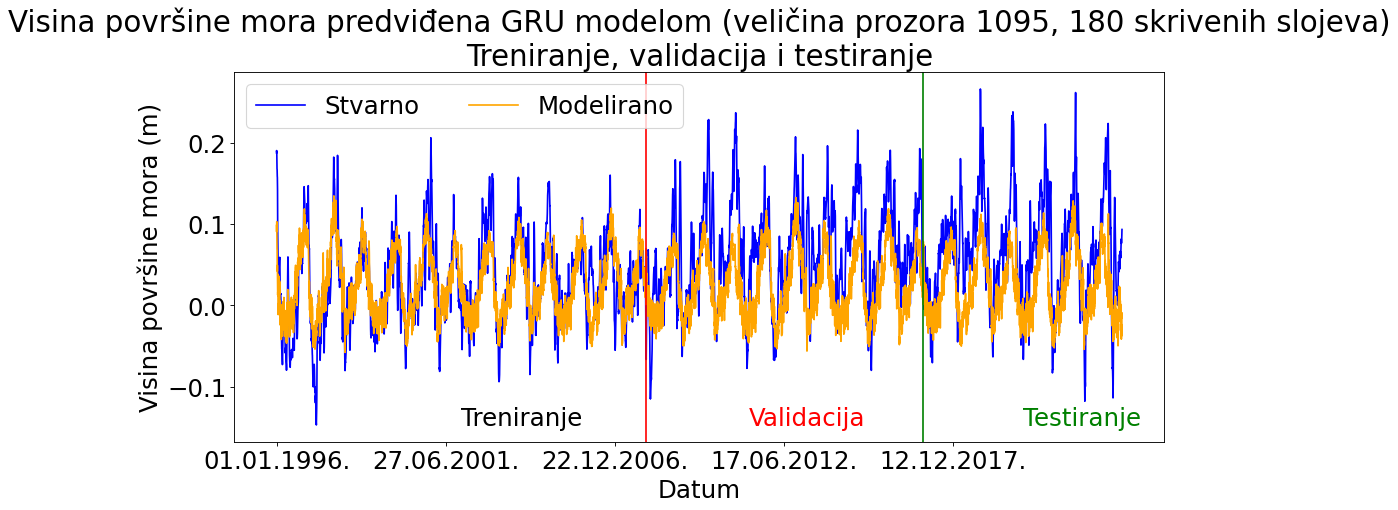 Visina površine mora predviđena GRU modelom (veličina prozora 1095, 180 skrivenih slojeva)
Treniranje, validacija i testiranje
Stvarno
Modelirano
Visina površine mora (m)
0.2
0.1
0.0
−0.1
Treniranje
Validacija
Testiranje
01.01.1996.
27.06.2001.
22.12.2006.
17.06.2012.
12.12.2017.
Datum